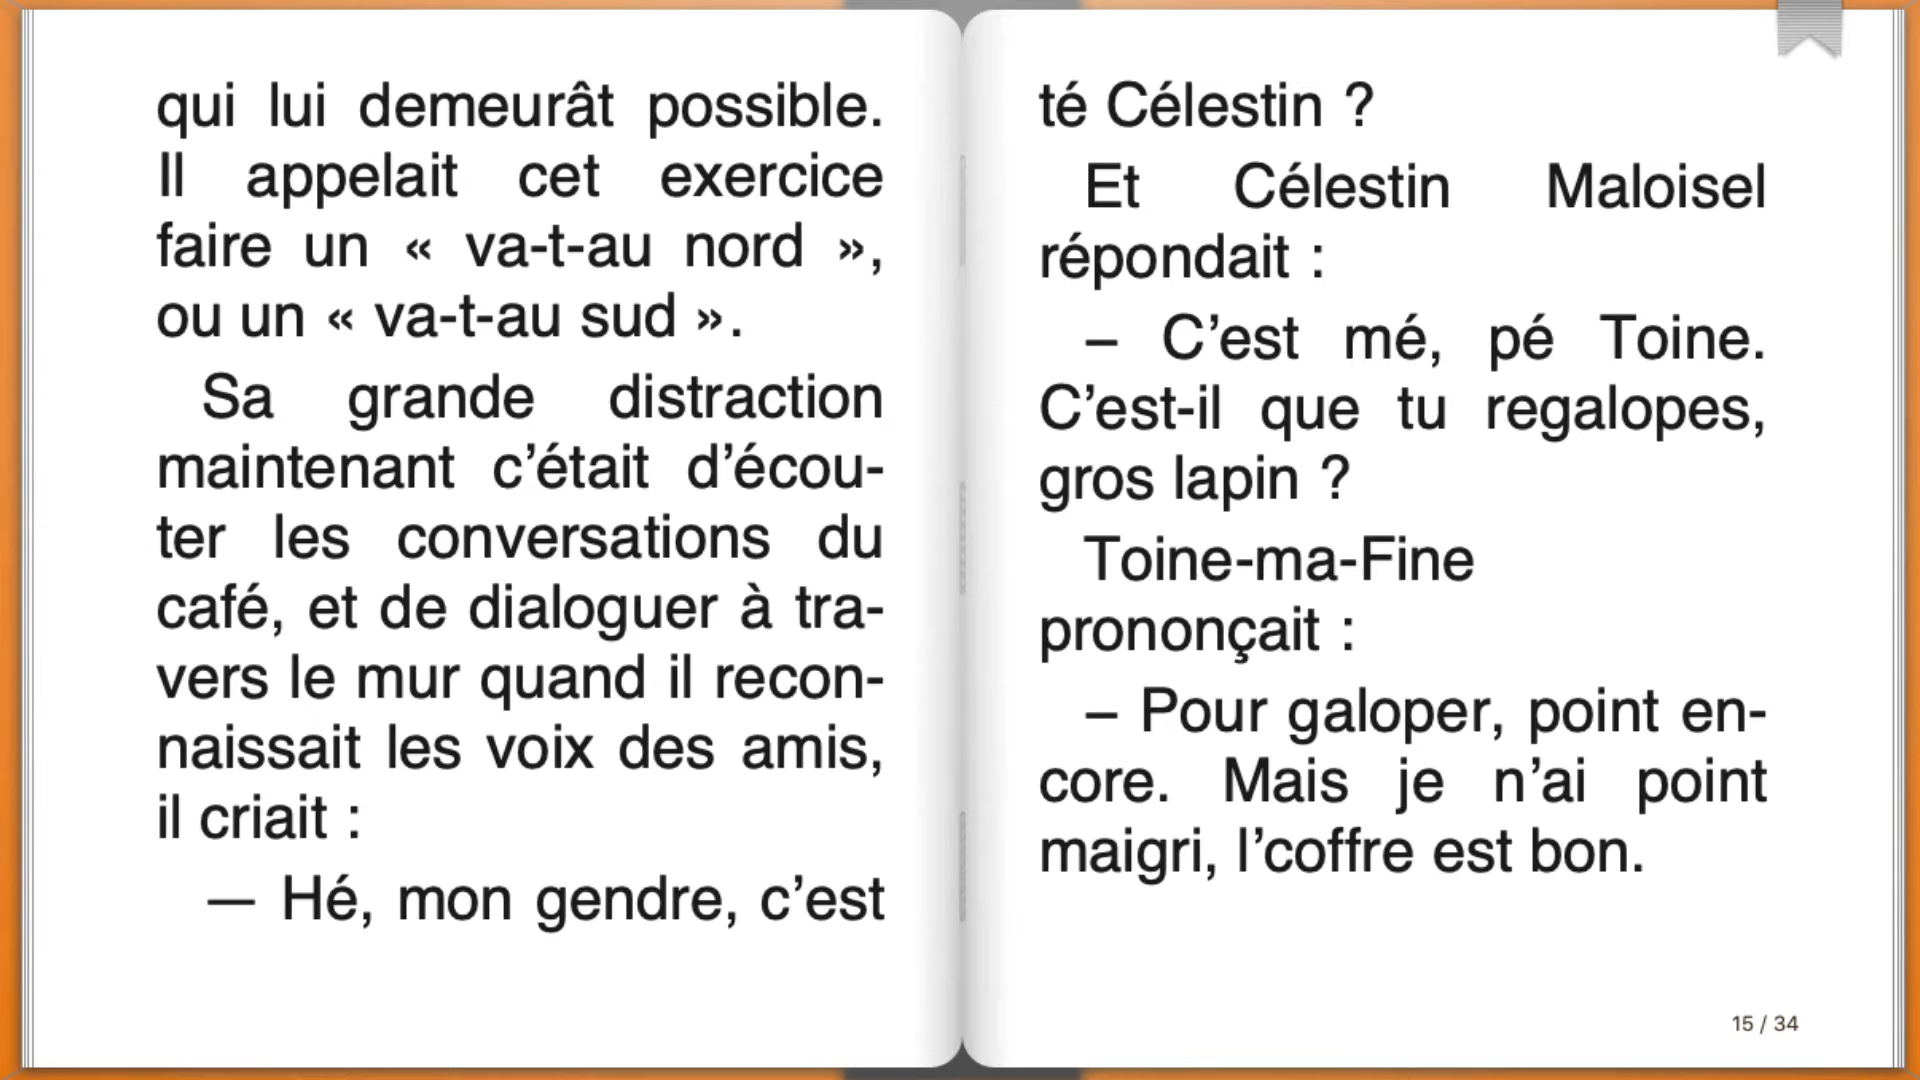 qui lui demeurât possible.
Il appelait cet exercice
faire un « va-t-au nord »,
ou un « va-t-au sud ».
Sa grande distraction
maintenant c’était d’écou-
ter les conversations du
café, et de dialoguer à tra-
vers le mur quand il recon-
naissait les voix des amis,
il criait :
— Hé, mon gendre, c’est
té Célestin ?
Et Célestin Maloisel
répondait :
– C’est mé, pé Toine.
C’est-il que tu regalopes,
gros lapin ?
Toine-ma-Fine
prononçait :
– Pour galoper, point en-
core. Mais je n’ai point
maigri, l’coffre est bon.
15 / 34